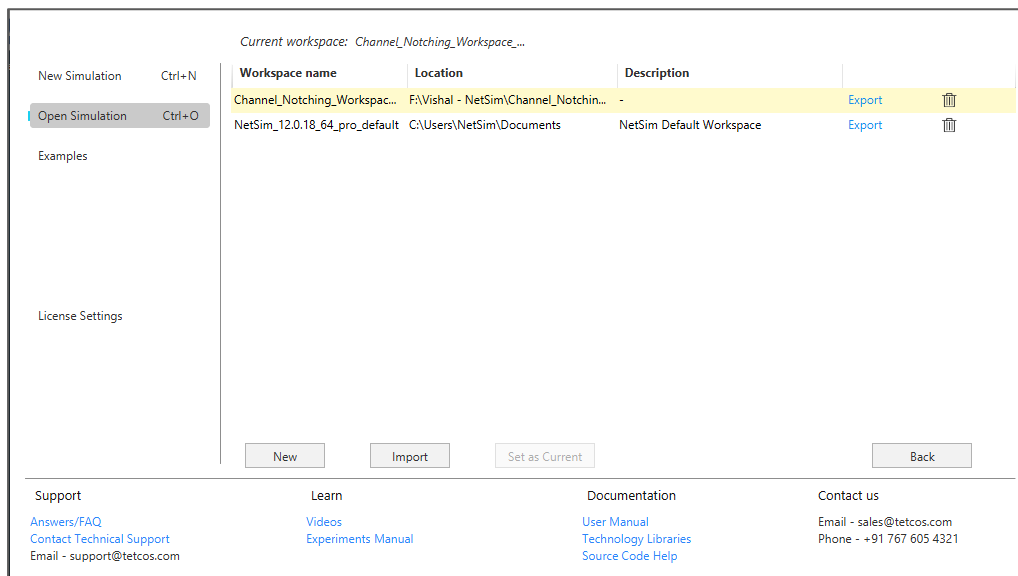 Current workspace: Channel_Notching_Workspace_...
New Simulation Ctrl+N
Open Simulation Ctrl+O
Examples
License Settings
Workspace name Location Description
Channel_Notching_Workspac... F:\Vishal - NetSim\Channel_Notchin... - Export
NetSim_12.0.18_64_pro_default C:\Users\NetSim\Documents NetSim Default Workspace Export
New Import Set as Current Back
Support Learn Documentation Contact us
Answers/FAQ Videos User Manual Email - sales@tetcos.com
Contact Technical Support Experiments Manual Technology Libraries Phone - +91 767 605 4321
Email - support@tetcos.com Source Code Help